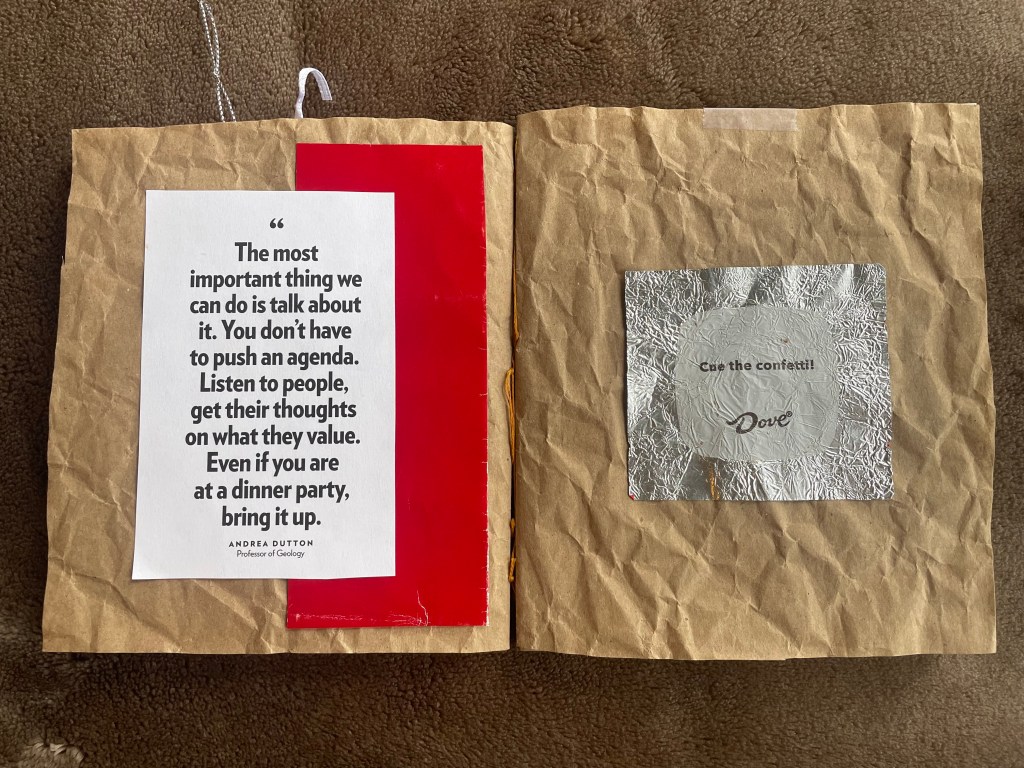 “
The most
important thing we
can do is talk about
it. You don’t have
to push an agenda.
Listen to people,
get their thoughts
on what they value.
Even if you are
at a dinner party,
bring it up.
ANDREA DUTTON
Professor of Geology
Cue the confetti!
Dove®